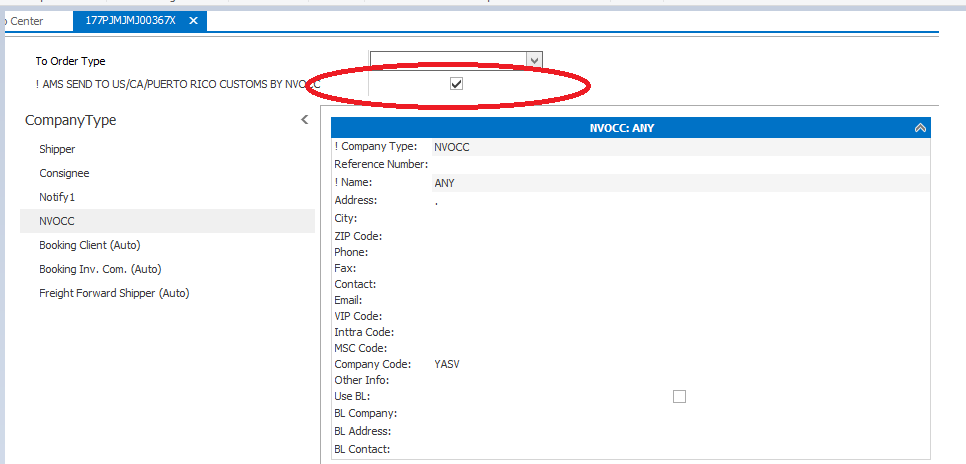 Center
177PJMJMJ00367X ✕
To Order Type
! AMS SEND TO US/CA/PUERTO RICO CUSTOMS BY NVOCC
CompanyType
Shipper
Consignee
Notify1
NVOCC
Booking Client (Auto)
Booking Inv. Com. (Auto)
Freight Forward Shipper (Auto)
NVOCC: ANY
! Company Type: NVOCC
Reference Number:
! Name: ANY
Address: .
City:
ZIP Code:
Phone:
Fax:
Contact:
Email:
VIP Code:
Inttra Code:
MSC Code:
Company Code: YASV
Other Info:
Use BL:
BL Company:
BL Address:
BL Contact: